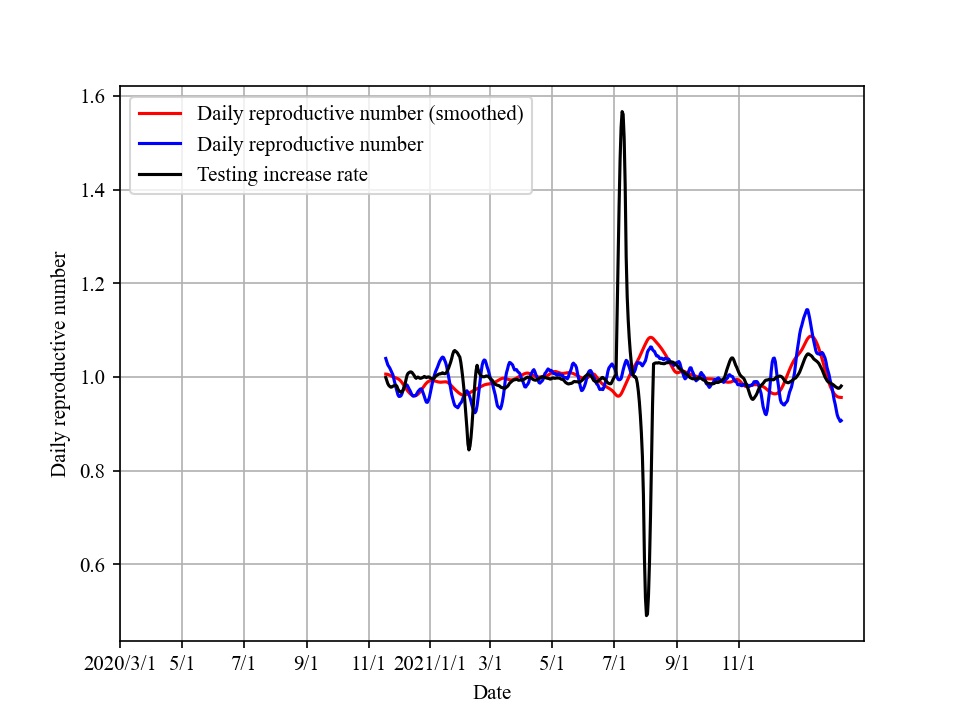 Daily reproductive number (smoothed)
Daily reproductive number
Testing increase rate
Daily reproductive number
1.6
1.4
1.2
1.0
0.8
0.6
2020/3/1 5/1 7/1 9/1 11/1 2021/1/1 3/1 5/1 7/1 9/1 11/1
Date